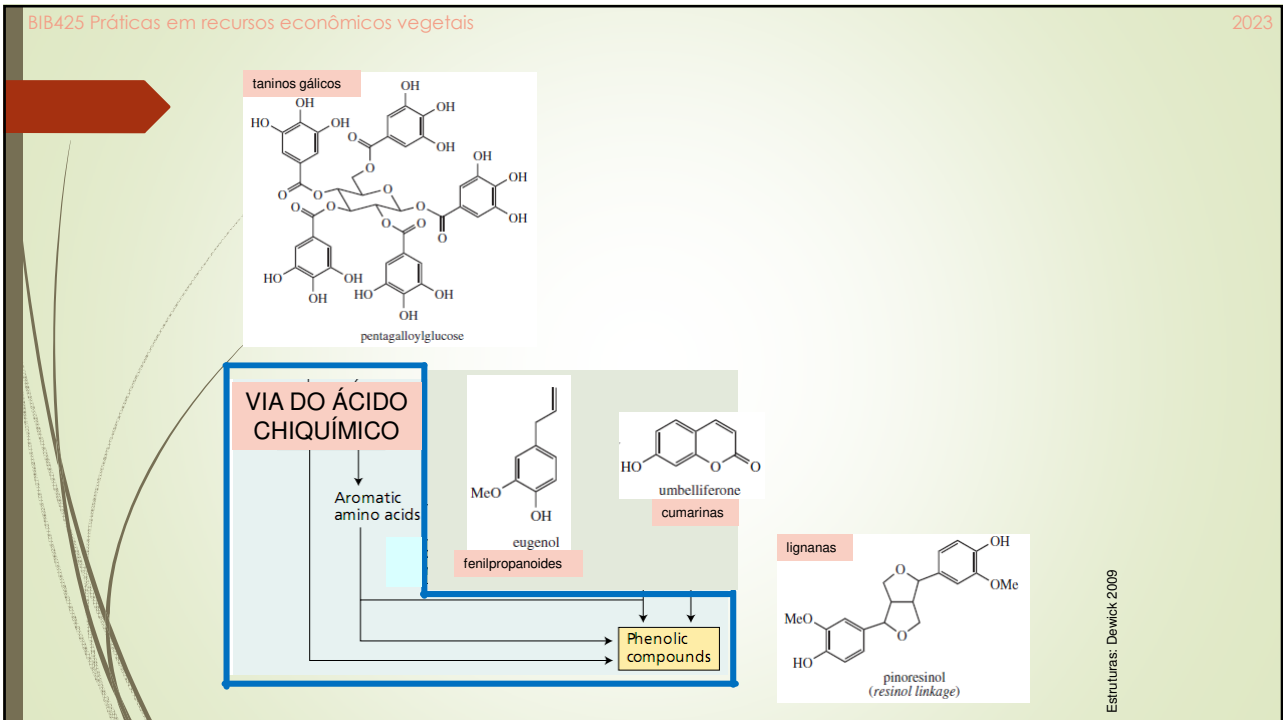 BIB425 Práticas em recursos econômicos vegetais
2023
taninos gálicos
OH
OH
OH
HO
OH
OH
O
OH
O
OH
OH
O
O
O
O
O
O
O
O
O
OH
O
HO
OH
OH
HO
OH
OH
pentagalloylglucose
VIA DO ÁCIDO
CHIQUÍMICO
Aromatic
amino acids
MeO
OH
eugenol
fenilpropanoides
HO
O
O
umbelliferone
cumarinas
Phenolic
compounds
lignanas
OH
O
OMe
MeO
O
HO
pinoresinol
(resinol linkage)
Estruturas: Dewick 2009